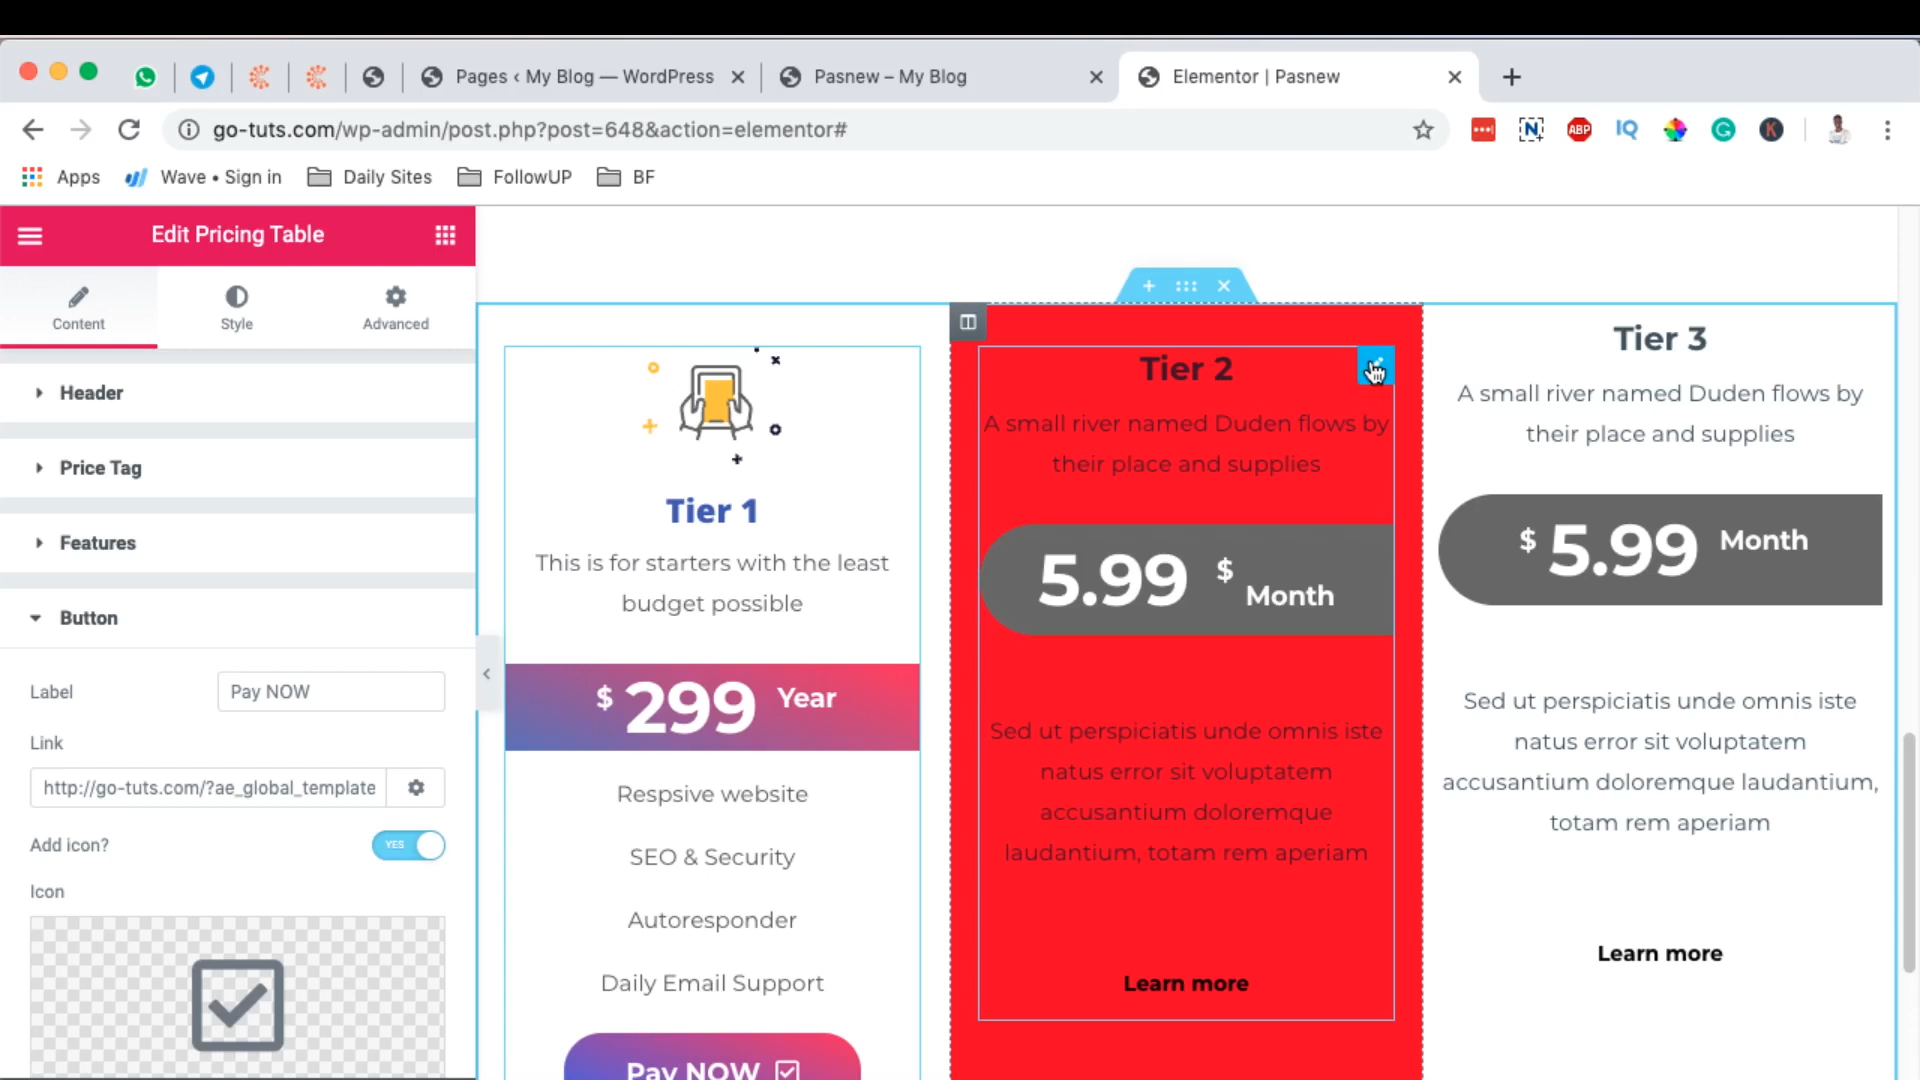 Pages ‹ My Blog — WordPress
Pasnew – My Blog
Elementor | Pasnew
go-tuts.com/wp-admin/post.php?post=648&action=elementor#
ABP
IQ
Apps
Wave • Sign in
Daily Sites
FollowUP
BF
Edit Pricing Table
Content
Style
Advanced
Header
Price Tag
Features
Button
Label
Pay NOW
Link
http://go-tuts.com/?ae_global_template
Add icon?
YES
Icon
Tier 1
This is for starters with the least
budget possible
$ 299 Year
Respsive website
SEO & Security
Autoresponder
Daily Email Support
Pay NOW
Tier 2
A small river named Duden flows by
their place and supplies
5.99 $ Month
Sed ut perspiciatis unde omnis iste
natus error sit voluptatem
accusantium doloremque
laudantium, totam rem aperiam
Learn more
Tier 3
A small river named Duden flows by
their place and supplies
$ 5.99 Month
Sed ut perspiciatis unde omnis iste
natus error sit voluptatem
accusantium doloremque laudantium,
totam rem aperiam
Learn more